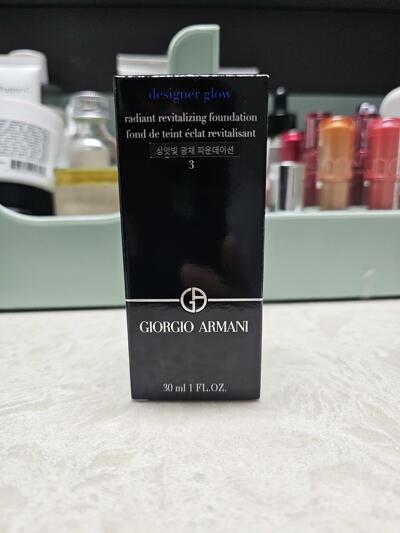 designer glow
radiant revitalizing foundation
fond de teint éclat revitalisant
상앗빛 광채 파운데이션
3
GIORGIO ARMANI
30 ml 1 FL.OZ.